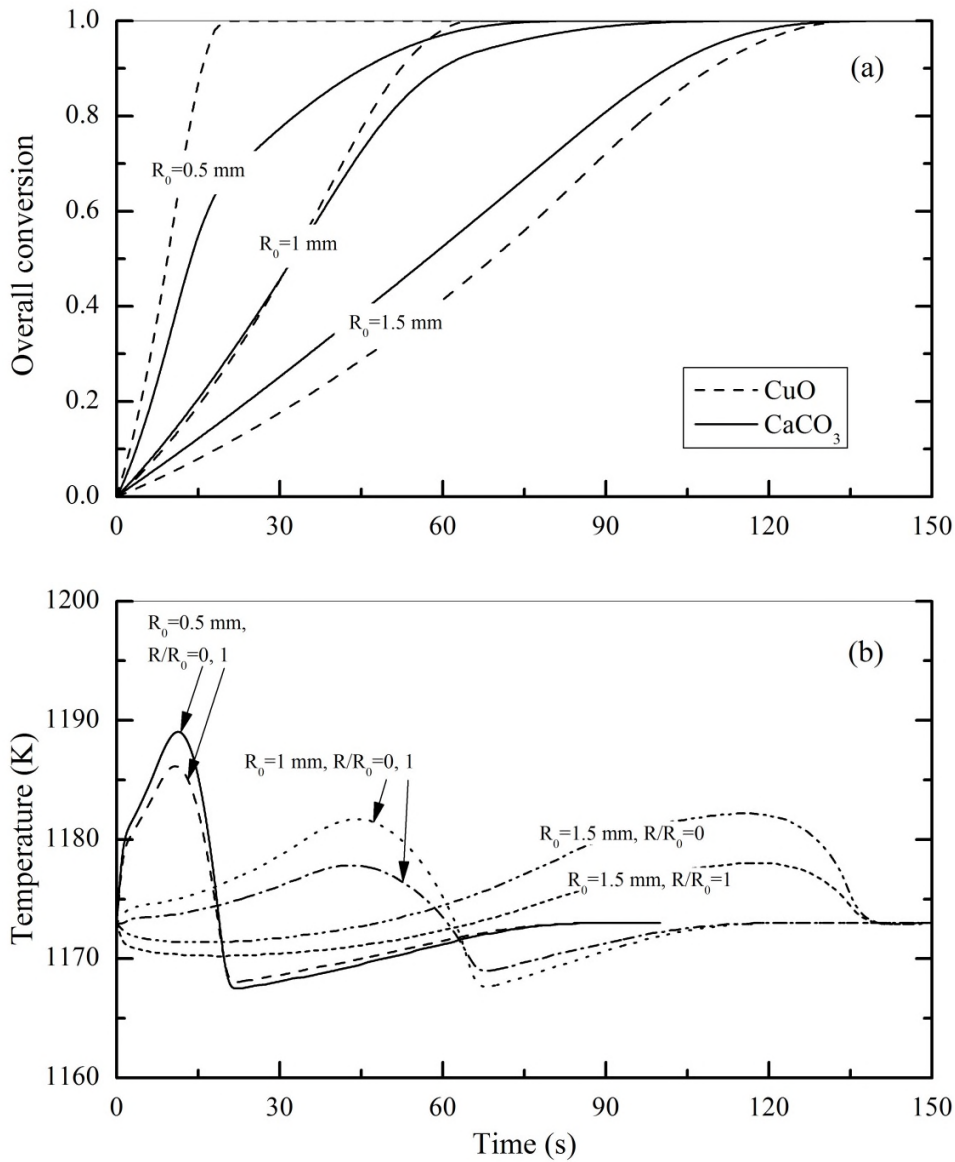 1.0
0.8
0.6
0.4
0.2
0.0
Overall conversion
(a)
R₀=0.5 mm
R₀=1 mm
R₀=1.5 mm
CuO
CaCO₃
0 30 60 90 120 150
1200
1190
1180
1170
1160
Temperature (K)
(b)
R₀=0.5 mm,
R/R₀=0, 1
R₀=1 mm, R/R₀=0, 1
R₀=1.5 mm, R/R₀=0
R₀=1.5 mm, R/R₀=1
0 30 60 90 120 150
Time (s)